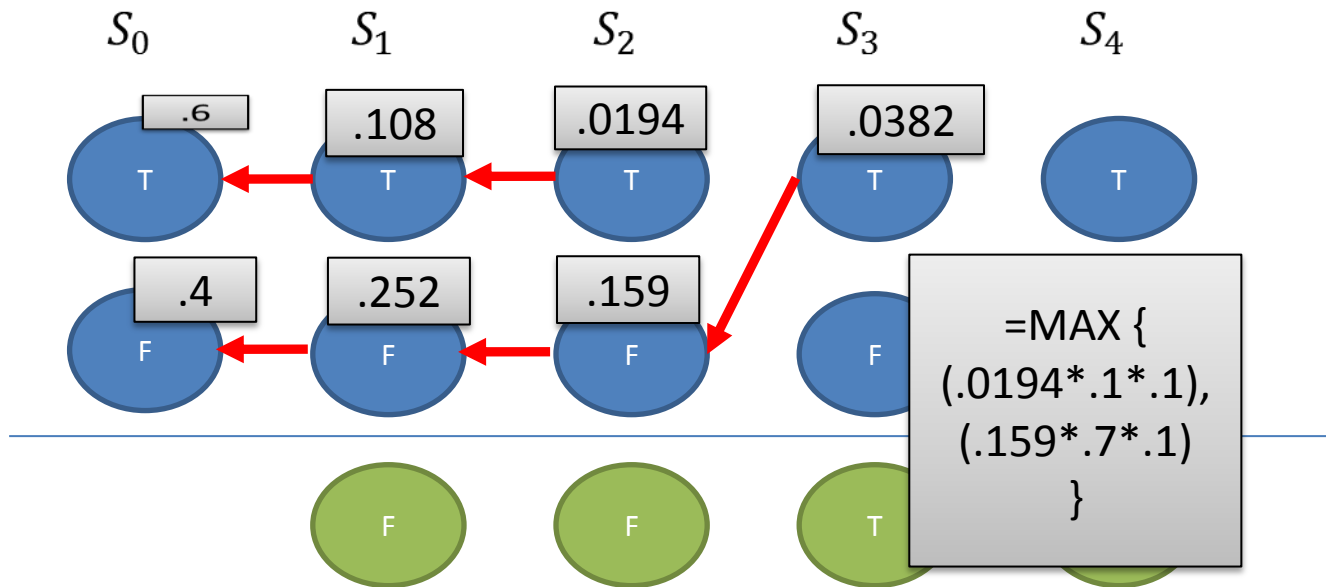 S₀ S₁ S₂ S₃ S₄
.6 .108 .0194 .0382
T T T T T
.4 .252 .159
F F F F
=MAX {
(.0194*.1*.1),
(.159*.7*.1)
}
F F T